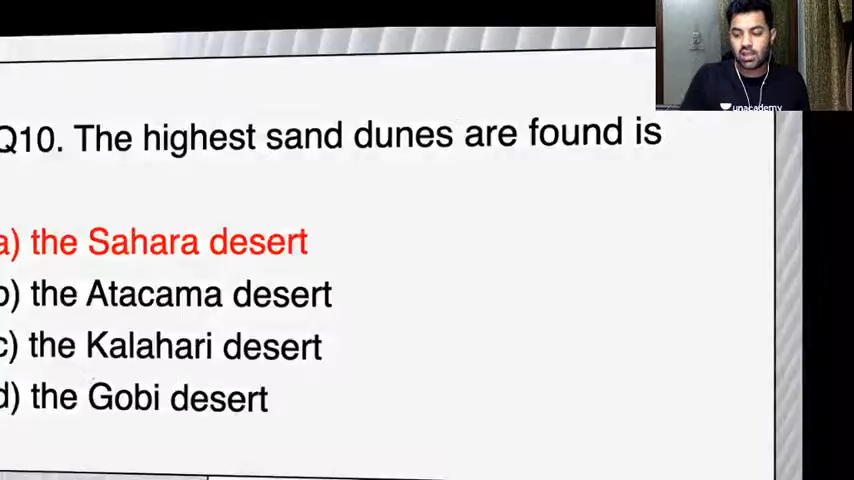 Q10. The highest sand dunes are found is
a) the Sahara desert
b) the Atacama desert
c) the Kalahari desert
d) the Gobi desert
unacademy